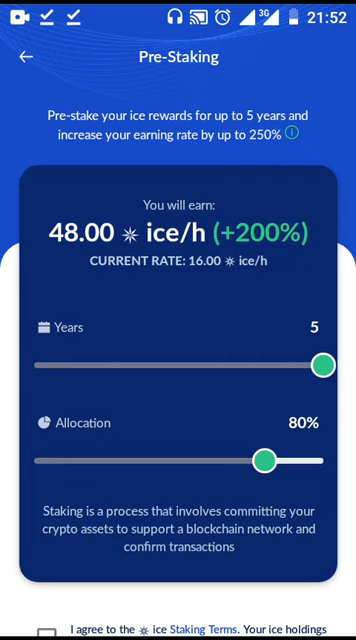 3G
21:52
Pre-Staking
Pre-stake your ice rewards for up to 5 years and
increase your earning rate by up to 250%
You will earn:
48.00 ice/h (+200%)
CURRENT RATE: 16.00 ice/h
Years 5
Allocation 80%
Staking is a process that involves committing your
crypto assets to support a blockchain network and
confirm transactions
I agree to the ice Staking Terms. Your ice holdings